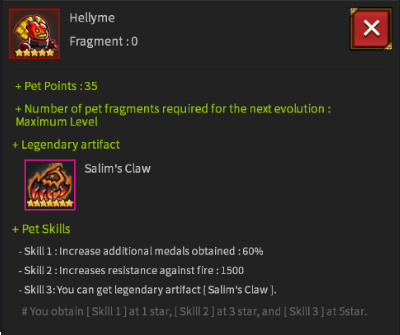 Hellyme
Fragment : 0
+ Pet Points : 35
+ Number of pet fragments required for the next evolution :
Maximum Level
+ Legendary artifact
Salim's Claw
+ Pet Skills
- Skill 1 : Increase additional medals obtained : 60%
- Skill 2 : Increases resistance against fire : 1500
- Skill 3: You can get legendary artifact [ Salim's Claw ].
# You obtain [ Skill 1 ] at 1 star, [ Skill 2 ] at 3 star, and [ Skill 3 ] at 5star.